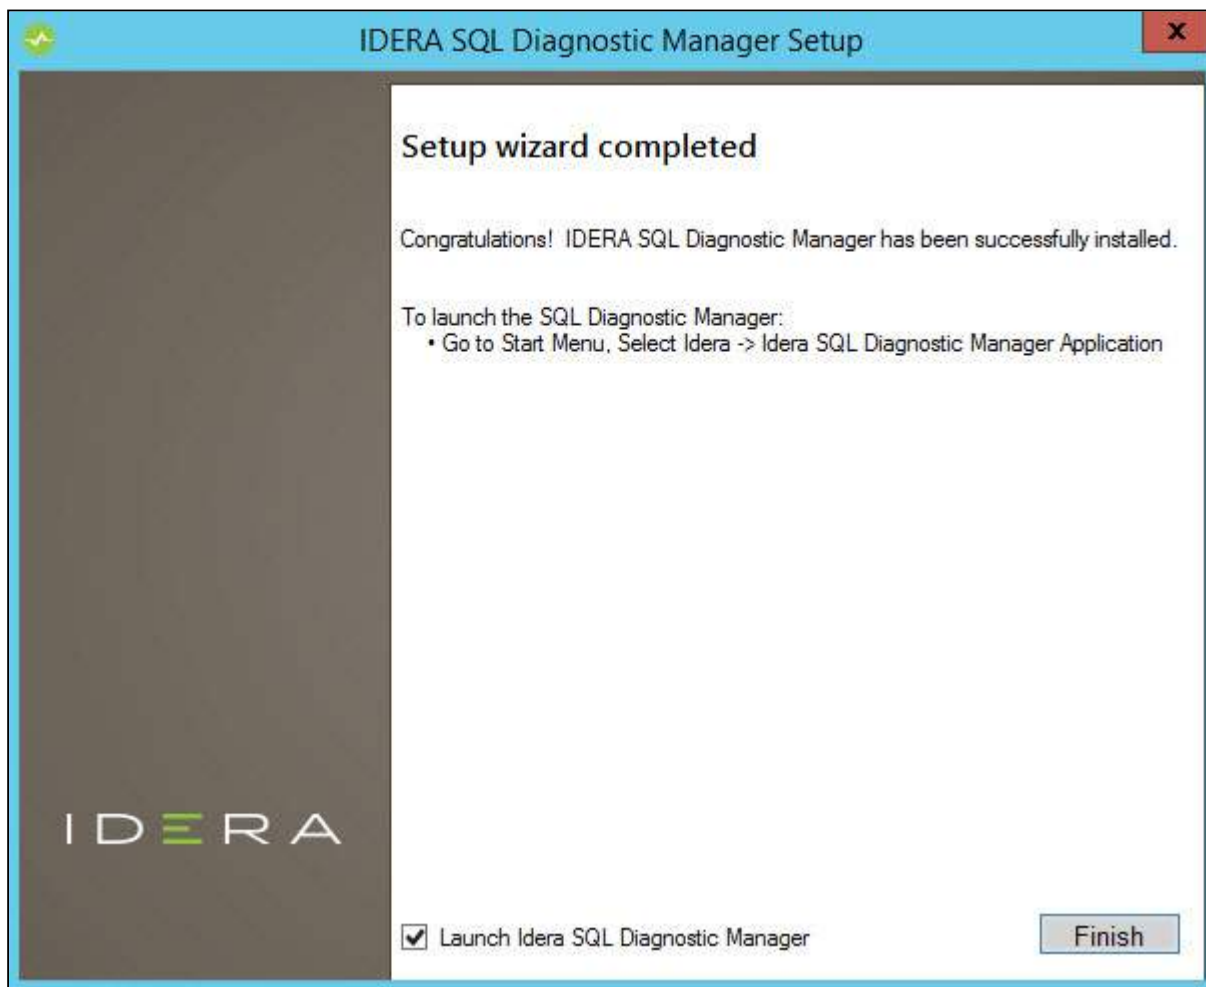 IDERA SQL Diagnostic Manager Setup
x
Setup wizard completed
Congratulations!  IDERA SQL Diagnostic Manager has been successfully installed.
To launch the SQL Diagnostic Manager:
• Go to Start Menu, Select Idera -> Idera SQL Diagnostic Manager Application
IDERA
Launch Idera SQL Diagnostic Manager
Finish